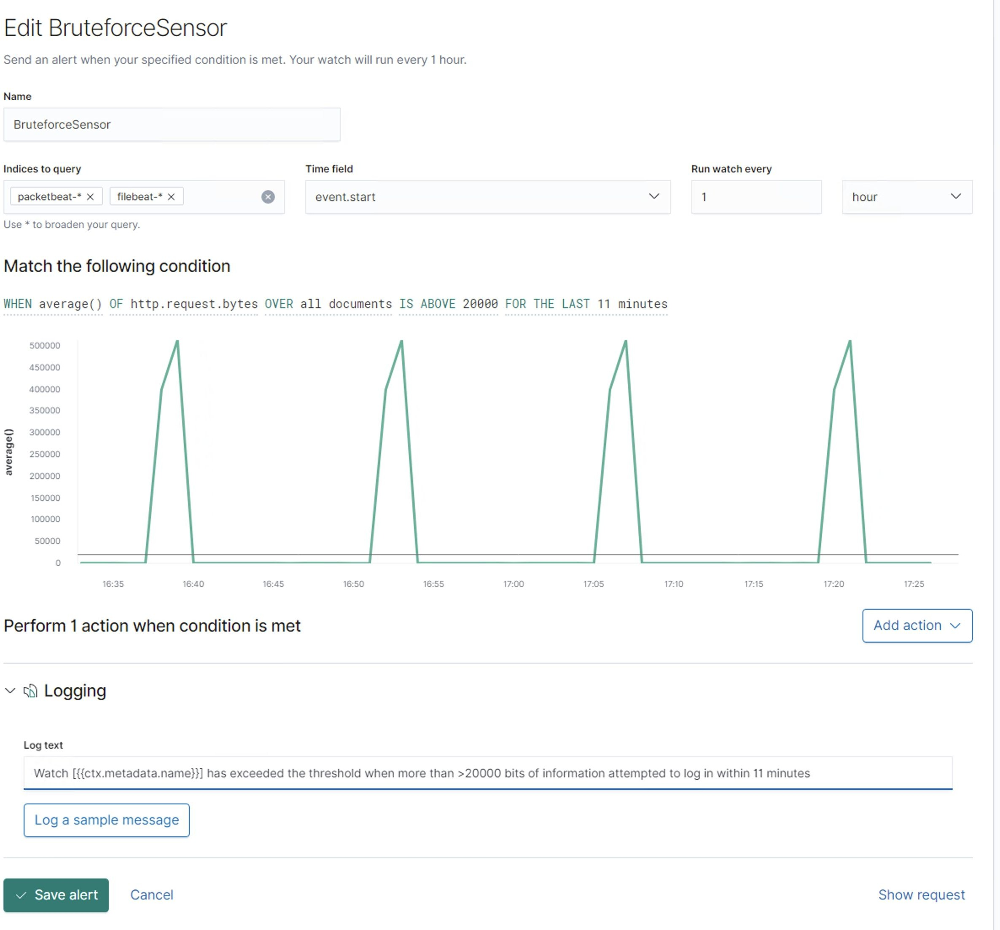 Edit BruteforceSensor
Send an alert when your specified condition is met. Your watch will run every 1 hour.
Name
BruteforceSensor
Indices to query
Time field
Run watch every
packetbeat-*
filebeat-*
event.start
1
hour
Use * to broaden your query.
Match the following condition
WHEN average() OF http.request.bytes OVER all documents IS ABOVE 20000 FOR THE LAST 11 minutes
average()
500000
450000
400000
350000
300000
250000
200000
150000
100000
50000
0
16:35 16:40 16:45 16:50 16:55 17:00 17:05 17:10 17:15 17:20 17:25
Perform 1 action when condition is met
Add action
Logging
Log text
Watch [{{ctx.metadata.name}}] has exceeded the threshold when more than >20000 bits of information attempted to log in within 11 minutes
Log a sample message
Save alert
Cancel
Show request